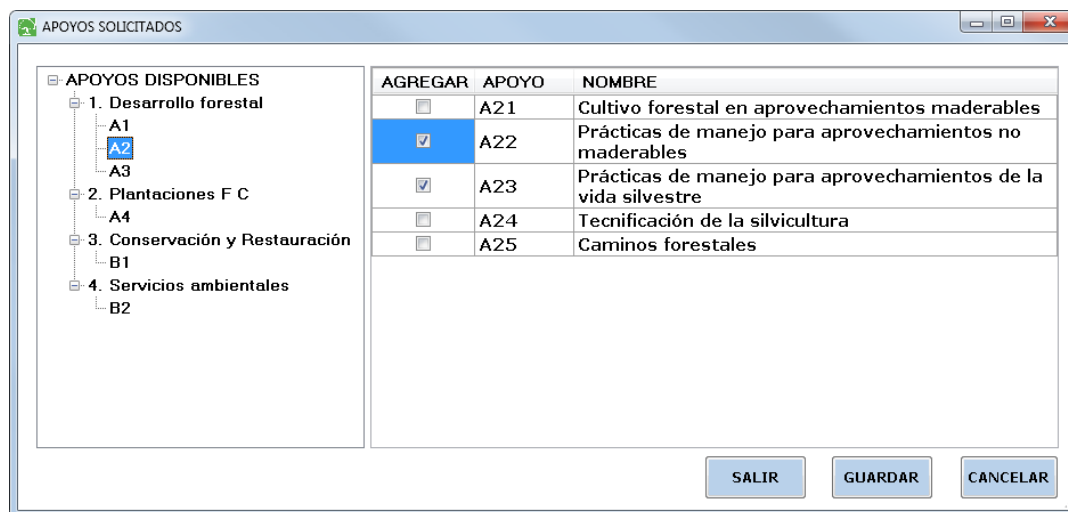 APOYOS SOLICITADOS
APOYOS DISPONIBLES
1. Desarrollo forestal
A1
A2
A3
2. Plantaciones F C
A4
3. Conservación y Restauración
B1
4. Servicios ambientales
B2
AGREGAR APOYO NOMBRE
A21 Cultivo forestal en aprovechamientos maderables
A22 Prácticas de manejo para aprovechamientos no
maderables
A23 Prácticas de manejo para aprovechamientos de la
vida silvestre
A24 Tecnificación de la silvicultura
A25 Caminos forestales
SALIR GUARDAR CANCELAR